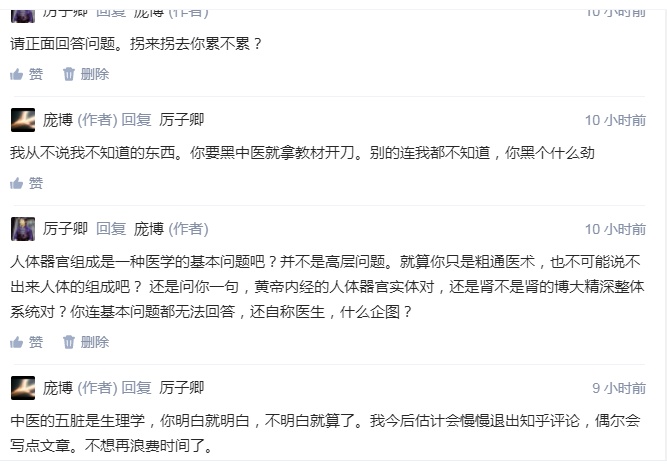 厉子卿 回复 庞博 (作者) 10 小时前
请正面回答问题。拐来拐去你累不累？
赞 删除
庞博 (作者) 回复 厉子卿 10 小时前
我从不说我不知道的东西。你要黑中医就拿教材开刀。别的连我都不知道，你黑个什么劲
赞
厉子卿 回复 庞博 (作者) 10 小时前
人体器官组成是一种医学的基本问题吧？并不是高层问题。就算你只是粗通医术，也不可能说不
出来人体的组成吧？ 还是问你一句，黄帝内经的人体器官实体对，还是肾不是肾的博大精深整体
系统对？你连基本问题都无法回答，还自称医生，什么企图？
赞 删除
庞博 (作者) 回复 厉子卿 9 小时前
中医的五脏是生理学，你明白就明白，不明白就算了。我今后估计会慢慢退出知乎评论，偶尔会
写点文章。不想再浪费时间了。